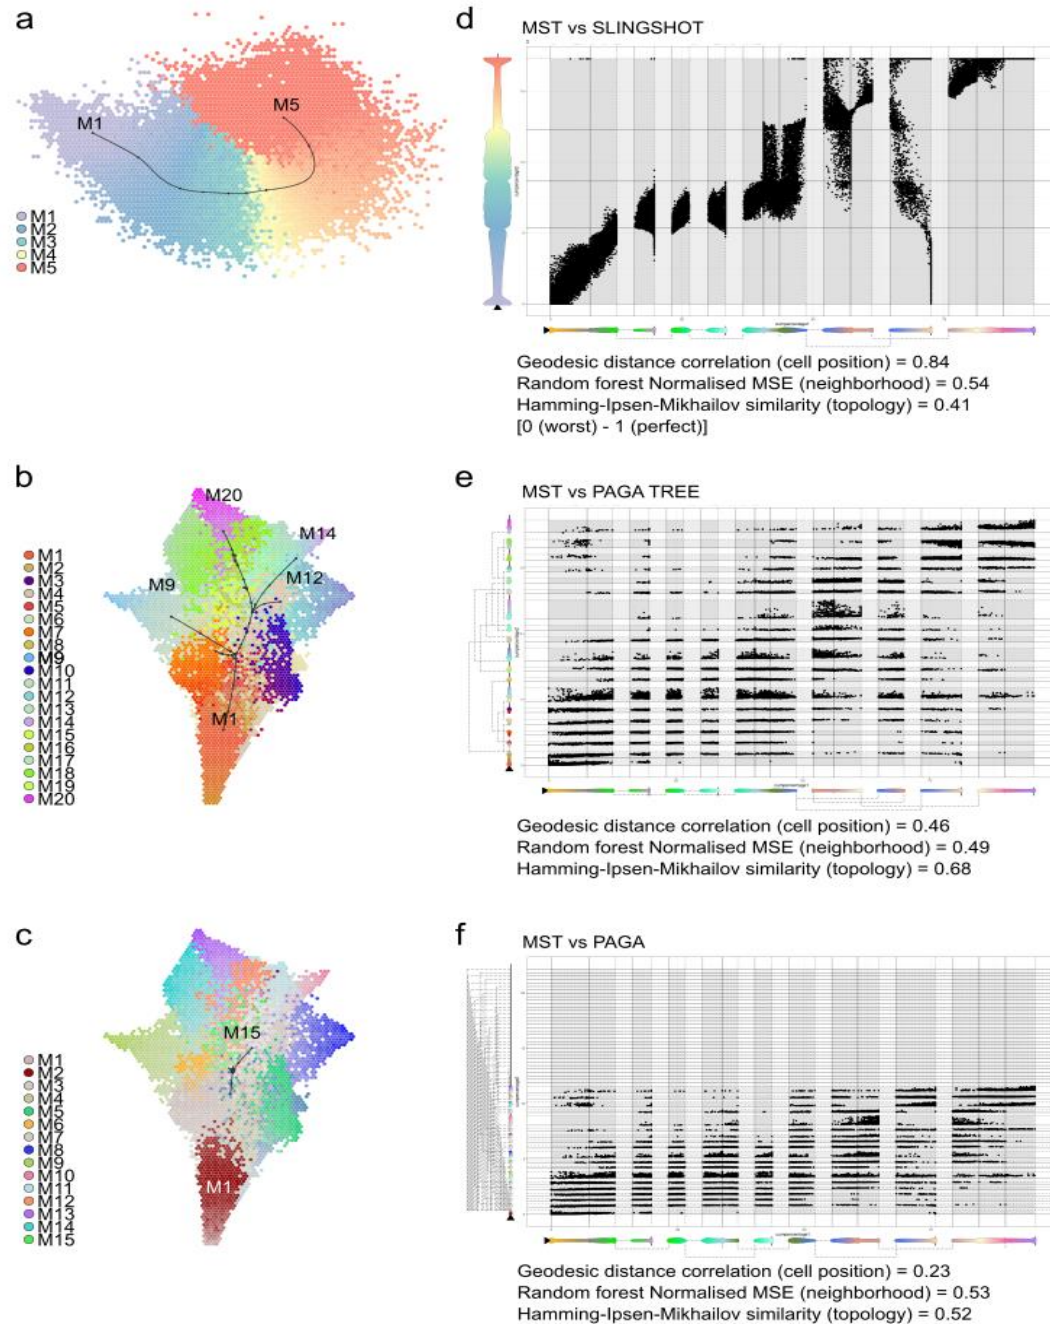 a
M5
M1
M1
M2
M3
M4
M5
d
MST vs SLINGSHOT
Geodesic distance correlation (cell position) = 0.84
Random forest Normalised MSE (neighborhood) = 0.54
Hamming-Ipsen-Mikhailov similarity (topology) = 0.41
[0 (worst) - 1 (perfect)]
b
M20
M14
M9
M12
M1
M1
M2
M3
M4
M5
M6
M7
M8
M9
M10
M11
M12
M13
M14
M15
M16
M17
M18
M19
M20
e
MST vs PAGA TREE
Geodesic distance correlation (cell position) = 0.46
Random forest Normalised MSE (neighborhood) = 0.49
Hamming-Ipsen-Mikhailov similarity (topology) = 0.68
c
M15
M1
M1
M2
M3
M4
M5
M6
M7
M8
M9
M10
M11
M12
M13
M14
M15
f
MST vs PAGA
Geodesic distance correlation (cell position) = 0.23
Random forest Normalised MSE (neighborhood) = 0.53
Hamming-Ipsen-Mikhailov similarity (topology) = 0.52